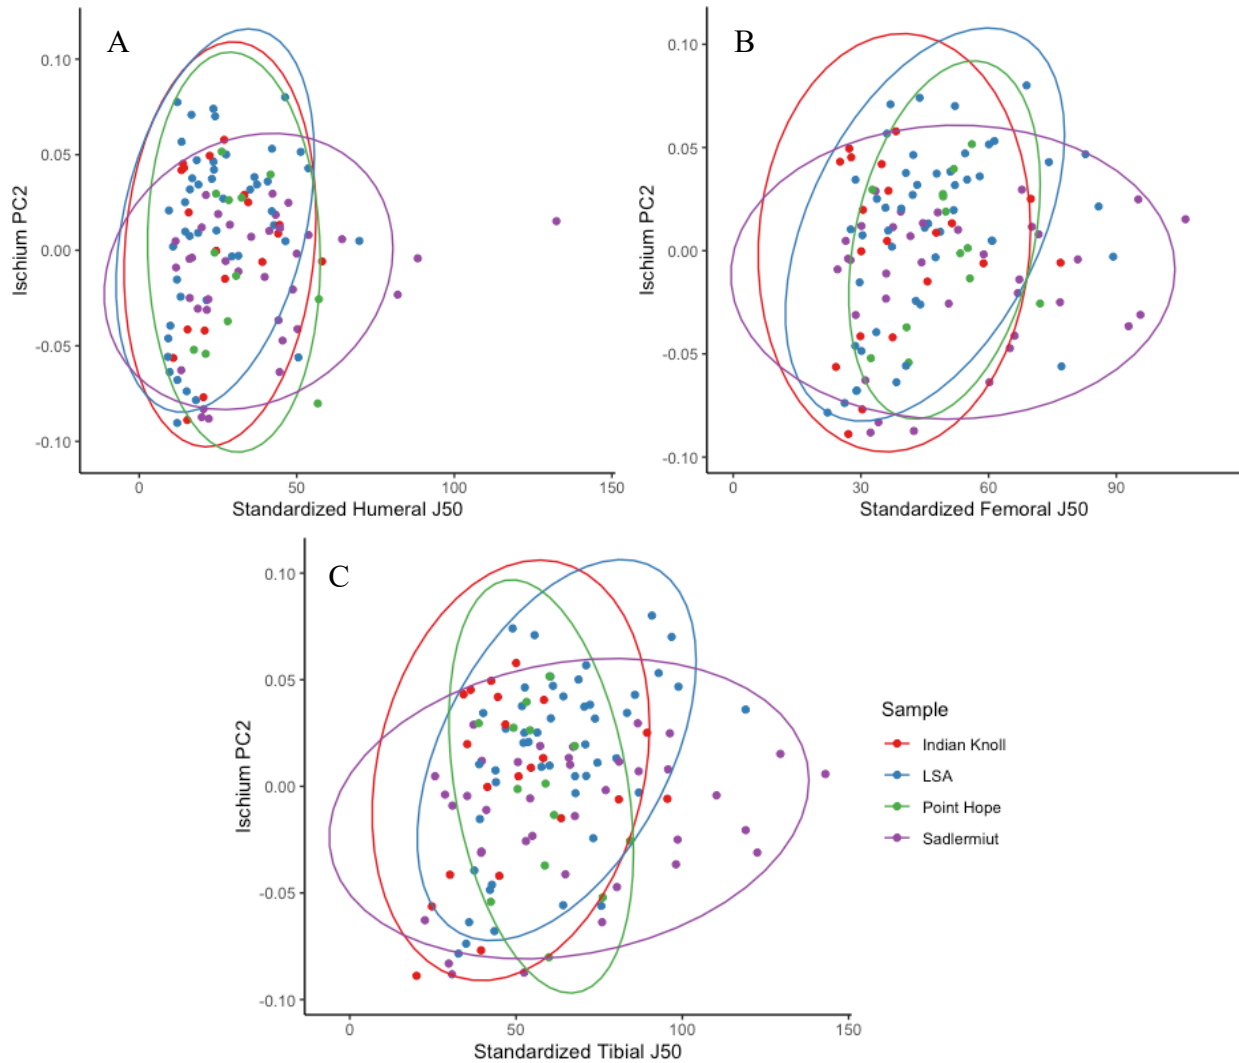 A
0.10
0.05
0.00
-0.05
-0.10
Ischium PC2
0
50
100
150
Standardized Humeral J50
B
0.10
0.05
0.00
-0.05
-0.10
Ischium PC2
0
30
60
90
Standardized Femoral J50
C
0.10
0.05
0.00
-0.05
-0.10
Ischium PC2
0
50
100
150
Standardized Tibial J50
Sample
Indian Knoll
LSA
Point Hope
Sadlermiut